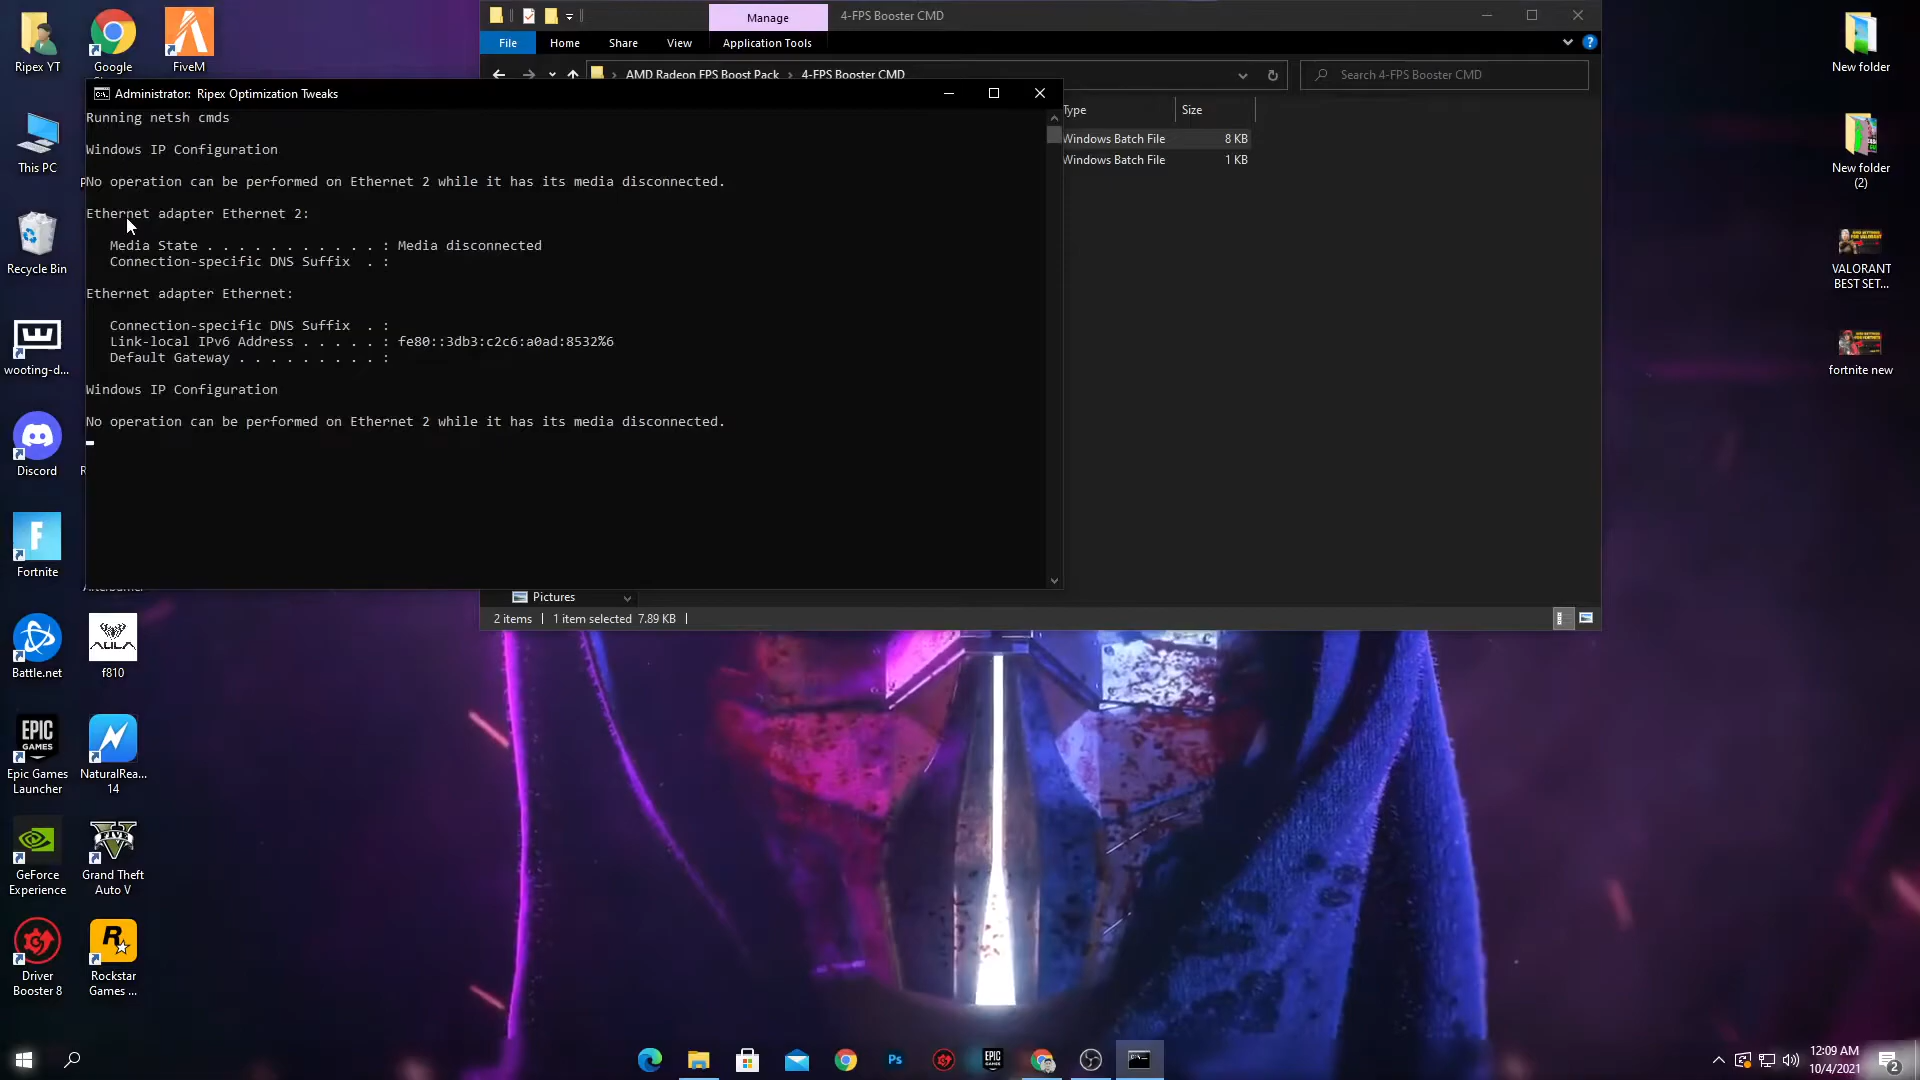 Manage
4-FPS Booster CMD
File
Home
Share
View
Application Tools
AMD Radeon FPS Boost Pack
4-FPS Booster CMD
Search 4-FPS Booster CMD
Administrator: Ripex Optimization Tweaks
Type
Size
Windows Batch File
8 KB
Windows Batch File
1 KB
Running netsh cmds
Windows IP Configuration
No operation can be performed on Ethernet 2 while it has its media disconnected.
Ethernet adapter Ethernet 2:
Media State . . . . . . . . . . . : Media disconnected
Connection-specific DNS Suffix  . :
Ethernet adapter Ethernet:
Connection-specific DNS Suffix  . :
Link-local IPv6 Address . . . . . : fe80::3db3:c2c6:a0ad:8532%6
Default Gateway . . . . . . . . . :
Windows IP Configuration
No operation can be performed on Ethernet 2 while it has its media disconnected.
Pictures
2 items
1 item selected 7.89 KB
Ripex YT
Google
FiveM
This PC
Recycle Bin
wooting-d...
Discord
Fortnite
Battle.net
AULA
f810
EPIC
GAMES
Epic Games
Launcher
NaturalRea...
14
GeForce
Experience
Grand Theft
Auto V
Driver
Booster 8
Rockstar
Games ...
New folder
New folder
(2)
VALORANT
BEST SET...
fortnite new
Ps
EPIC
12:09 AM
10/4/2021
2